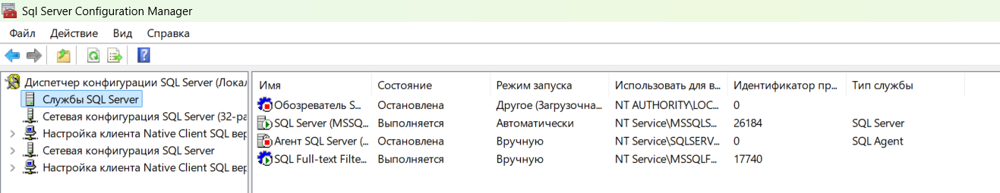 Sql Server Configuration Manager
Файл Действие Вид Справка
Диспетчер конфигурации SQL Server (Локал
Службы SQL Server
Сетевая конфигурация SQL Server (32-ра
Настройка клиента Native Client SQL вер
Сетевая конфигурация SQL Server
Настройка клиента Native Client SQL вер
Имя Состояние Режим запуска Использовать для в... Идентификатор пр... Тип службы
Обозреватель S... Остановлена Другое (Загрузочна... NT AUTHORITY\LOC... 0
SQL Server (MSSQ... Выполняется Автоматически NT Service\MSSQLS... 26184 SQL Server
Агент SQL Server (... Остановлена Вручную NT Service\SQLSERV... 0 SQL Agent
SQL Full-text Filte... Выполняется Вручную NT Service\MSSQLF... 17740